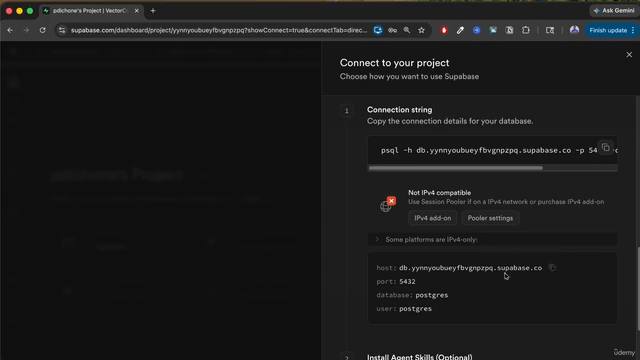 pdichone's Project | VectorD
Ask Gemini
supabase.com/dashboard/project/yynnyoubueyfbvgnpzpq?showConnect=true&connectTab=direc...
Finish update
Connect to your project
Choose how you want to use Supabase
1
Connection string
Copy the connection details for your database.
psql -h db.yynnyoubueyfbvgnpzpq.supabase.co -p 54
Not IPv4 compatible
Use Session Pooler if on a IPv4 network or purchase IPv4 add-on
IPv4 add-on
Pooler settings
Some platforms are IPv4-only:
host: db.yynnyoubueyfbvgnpzpq.supabase.co
port: 5432
database: postgres
user: postgres
2
Install Agent Skills (Optional)
udemy